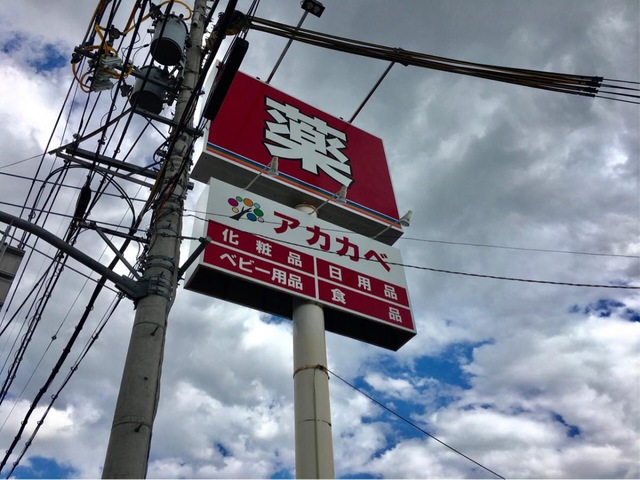 薬
アカカベ
化粧品 日用品
ベビー用品 食品